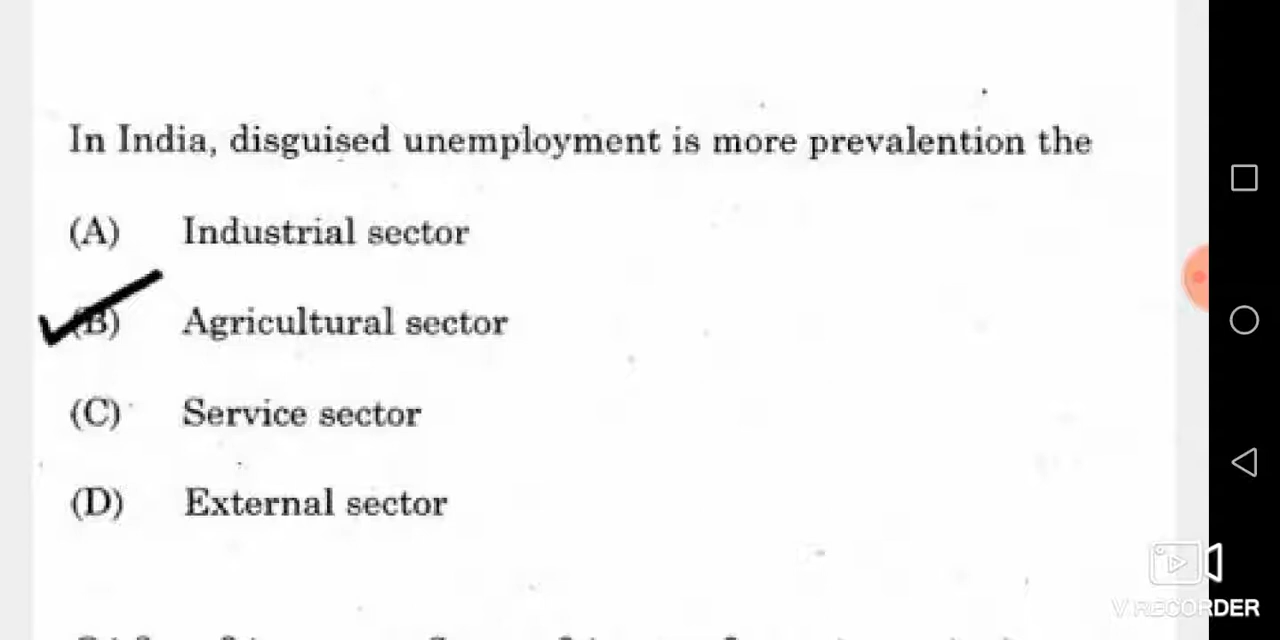 In India, disguised unemployment is more prevalention the
(A) Industrial sector
(B) Agricultural sector
(C) Service sector
(D) External sector
V RECORDER